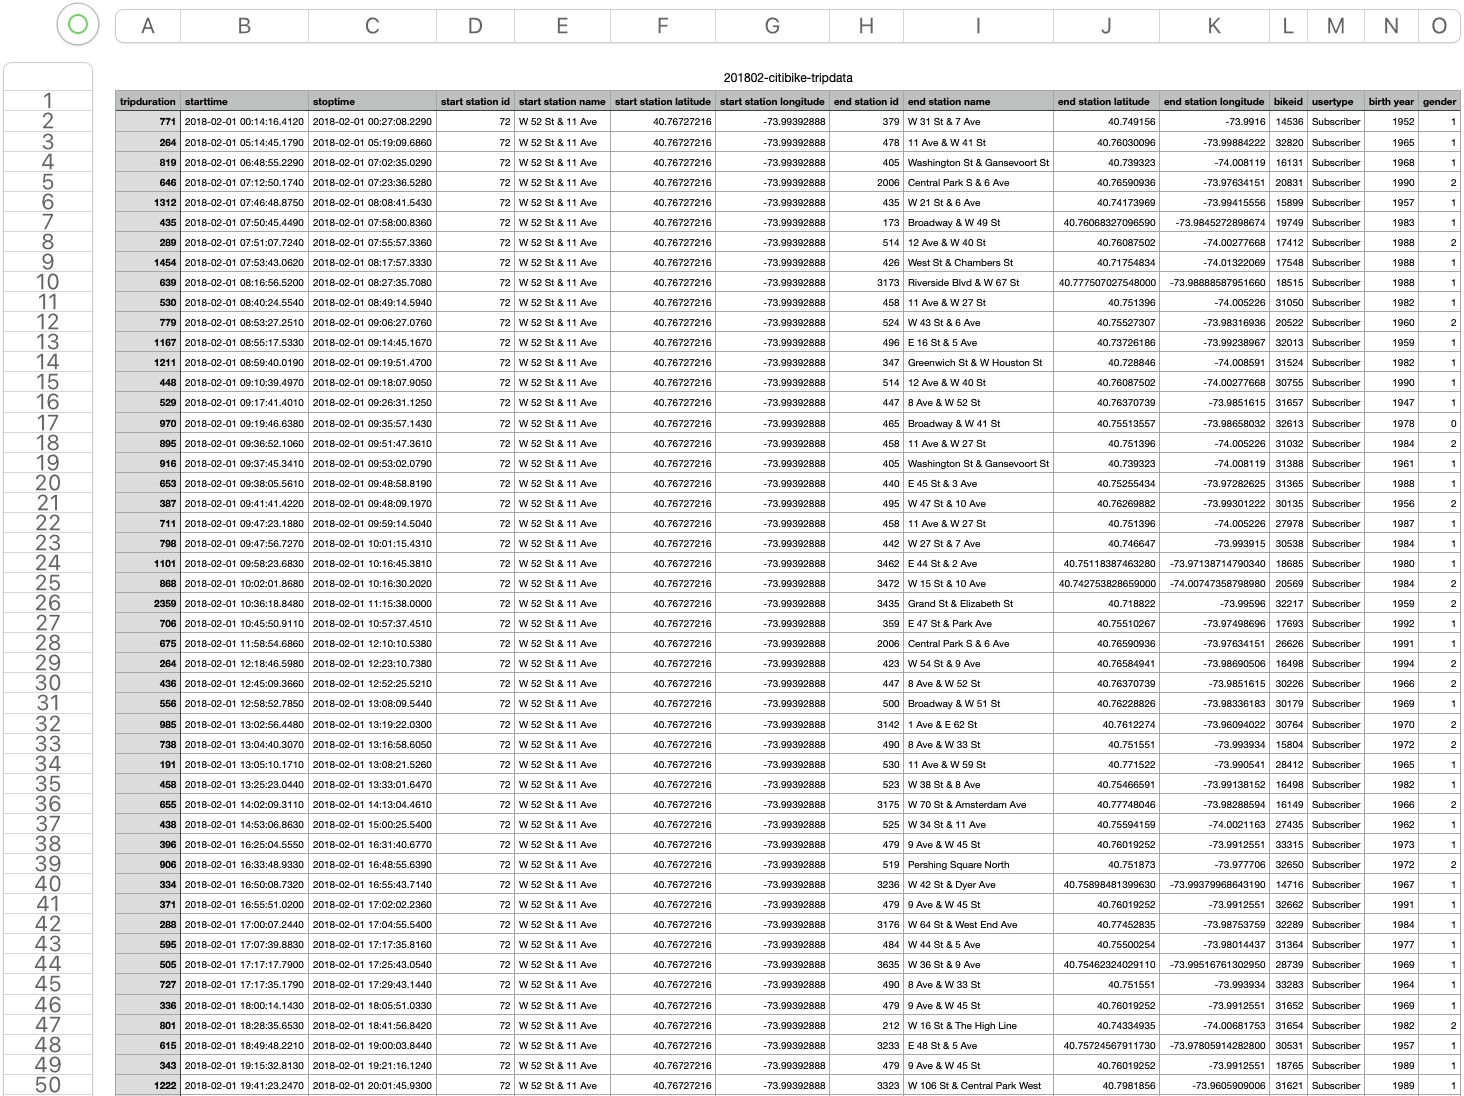 A B C D E F G H I J K L M N O
201802-citibike-tripdata
1 tripduration starttime stoptime start station id start station name start station latitude start station longitude end station id end station name end station latitude end station longitude bikeid usertype birth year gender
2 771 2018-02-01 00:14:16.4120 2018-02-01 00:27:08.2290 72 W 52 St & 11 Ave 40.76727216 -73.99392888 379 W 31 St & 7 Ave 40.749156 -73.9916 14536 Subscriber 1952 1
3 264 2018-02-01 05:14:45.1790 2018-02-01 05:19:09.6860 72 W 52 St & 11 Ave 40.76727216 -73.99392888 478 11 Ave & W 41 St 40.76030096 -73.99884222 32820 Subscriber 1965 1
4 819 2018-02-01 06:48:55.2290 2018-02-01 07:02:35.0290 72 W 52 St & 11 Ave 40.76727216 -73.99392888 405 Washington St & Gansevoort St 40.739323 -74.008119 16131 Subscriber 1968 1
5 646 2018-02-01 07:12:50.1740 2018-02-01 07:23:36.5280 72 W 52 St & 11 Ave 40.76727216 -73.99392888 2006 Central Park S & 6 Ave 40.76590936 -73.97634151 20831 Subscriber 1990 2
6 1312 2018-02-01 07:46:48.8750 2018-02-01 08:08:41.5430 72 W 52 St & 11 Ave 40.76727216 -73.99392888 435 W 21 St & 6 Ave 40.74173969 -73.99415556 15899 Subscriber 1957 1
7 435 2018-02-01 07:50:45.4490 2018-02-01 07:58:00.8360 72 W 52 St & 11 Ave 40.76727216 -73.99392888 173 Broadway & W 49 St 40.76068327096590 -73.9845272898674 19749 Subscriber 1983 1
8 289 2018-02-01 07:51:07.7240 2018-02-01 07:55:57.3360 72 W 52 St & 11 Ave 40.76727216 -73.99392888 514 12 Ave & W 40 St 40.76087502 -74.00277668 17412 Subscriber 1988 2
9 1454 2018-02-01 07:53:43.0620 2018-02-01 08:17:57.3330 72 W 52 St & 11 Ave 40.76727216 -73.99392888 426 West St & Chambers St 40.71754834 -74.01322069 17548 Subscriber 1988 1
10 639 2018-02-01 08:16:56.5200 2018-02-01 08:27:35.7080 72 W 52 St & 11 Ave 40.76727216 -73.99392888 3173 Riverside Blvd & W 67 St 40.777507027548000 -73.98888587951660 18515 Subscriber 1988 1
11 530 2018-02-01 08:40:24.5540 2018-02-01 08:49:14.5940 72 W 52 St & 11 Ave 40.76727216 -73.99392888 458 11 Ave & W 27 St 40.751396 -74.005226 31050 Subscriber 1982 1
12 779 2018-02-01 08:53:27.2510 2018-02-01 09:06:27.0760 72 W 52 St & 11 Ave 40.76727216 -73.99392888 524 W 43 St & 6 Ave 40.75527307 -73.98316936 20522 Subscriber 1960 2
13 1167 2018-02-01 08:55:17.5330 2018-02-01 09:14:45.1670 72 W 52 St & 11 Ave 40.76727216 -73.99392888 496 E 16 St & 5 Ave 40.73726186 -73.99238967 32013 Subscriber 1959 1
14 1211 2018-02-01 08:59:40.0190 2018-02-01 09:19:51.4700 72 W 52 St & 11 Ave 40.76727216 -73.99392888 347 Greenwich St & W Houston St 40.728846 -74.008591 31524 Subscriber 1982 1
15 448 2018-02-01 09:10:39.4970 2018-02-01 09:18:07.9050 72 W 52 St & 11 Ave 40.76727216 -73.99392888 514 12 Ave & W 40 St 40.76087502 -74.00277668 30755 Subscriber 1990 1
16 529 2018-02-01 09:17:41.4010 2018-02-01 09:26:31.1250 72 W 52 St & 11 Ave 40.76727216 -73.99392888 447 8 Ave & W 52 St 40.76370739 -73.9851615 31657 Subscriber 1947 1
17 970 2018-02-01 09:19:46.6380 2018-02-01 09:35:57.1430 72 W 52 St & 11 Ave 40.76727216 -73.99392888 465 Broadway & W 41 St 40.75513557 -73.98658032 32613 Subscriber 1978 0
18 895 2018-02-01 09:36:52.1060 2018-02-01 09:51:47.3610 72 W 52 St & 11 Ave 40.76727216 -73.99392888 458 11 Ave & W 27 St 40.751396 -74.005226 31032 Subscriber 1984 2
19 916 2018-02-01 09:37:45.3410 2018-02-01 09:53:02.0790 72 W 52 St & 11 Ave 40.76727216 -73.99392888 405 Washington St & Gansevoort St 40.739323 -74.008119 31388 Subscriber 1961 1
20 653 2018-02-01 09:38:05.5610 2018-02-01 09:48:58.8190 72 W 52 St & 11 Ave 40.76727216 -73.99392888 440 E 45 St & 3 Ave 40.75255434 -73.97282625 31365 Subscriber 1988 1
21 387 2018-02-01 09:41:41.4220 2018-02-01 09:48:09.1970 72 W 52 St & 11 Ave 40.76727216 -73.99392888 495 W 47 St & 10 Ave 40.76269882 -73.99301222 30135 Subscriber 1956 2
22 711 2018-02-01 09:47:23.1880 2018-02-01 09:59:14.5040 72 W 52 St & 11 Ave 40.76727216 -73.99392888 458 11 Ave & W 27 St 40.751396 -74.005226 27978 Subscriber 1987 1
23 798 2018-02-01 09:47:56.7270 2018-02-01 10:01:15.4310 72 W 52 St & 11 Ave 40.76727216 -73.99392888 442 W 27 St & 7 Ave 40.746647 -73.993915 30538 Subscriber 1984 1
24 1101 2018-02-01 09:58:23.6830 2018-02-01 10:16:45.3810 72 W 52 St & 11 Ave 40.76727216 -73.99392888 3462 E 44 St & 2 Ave 40.75118387463280 -73.97138714790340 18685 Subscriber 1980 1
25 868 2018-02-01 10:02:01.8680 2018-02-01 10:16:30.2020 72 W 52 St & 11 Ave 40.76727216 -73.99392888 3472 W 15 St & 10 Ave 40.742753828659000 -74.00747358798980 20569 Subscriber 1984 2
26 2359 2018-02-01 10:36:18.8480 2018-02-01 11:15:38.0000 72 W 52 St & 11 Ave 40.76727216 -73.99392888 3435 Grand St & Elizabeth St 40.718822 -73.99596 32217 Subscriber 1959 2
27 706 2018-02-01 10:45:50.9110 2018-02-01 10:57:37.4510 72 W 52 St & 11 Ave 40.76727216 -73.99392888 359 E 47 St & Park Ave 40.75510267 -73.97498696 17693 Subscriber 1992 1
28 675 2018-02-01 11:58:54.6860 2018-02-01 12:10:10.5380 72 W 52 St & 11 Ave 40.76727216 -73.99392888 2006 Central Park S & 6 Ave 40.76590936 -73.97634151 26626 Subscriber 1991 1
29 264 2018-02-01 12:18:46.5980 2018-02-01 12:23:10.7380 72 W 52 St & 11 Ave 40.76727216 -73.99392888 423 W 54 St & 9 Ave 40.76584941 -73.98690506 16498 Subscriber 1994 2
30 436 2018-02-01 12:45:09.3660 2018-02-01 12:52:25.5210 72 W 52 St & 11 Ave 40.76727216 -73.99392888 447 8 Ave & W 52 St 40.76370739 -73.9851615 30226 Subscriber 1966 2
31 556 2018-02-01 12:58:52.7850 2018-02-01 13:08:09.5440 72 W 52 St & 11 Ave 40.76727216 -73.99392888 500 Broadway & W 51 St 40.76228826 -73.98336183 30179 Subscriber 1969 1
32 985 2018-02-01 13:02:56.4480 2018-02-01 13:19:22.0300 72 W 52 St & 11 Ave 40.76727216 -73.99392888 3142 1 Ave & E 62 St 40.7612274 -73.96094022 30764 Subscriber 1970 2
33 738 2018-02-01 13:04:40.3070 2018-02-01 13:16:58.6050 72 W 52 St & 11 Ave 40.76727216 -73.99392888 490 8 Ave & W 33 St 40.751551 -73.993934 15804 Subscriber 1972 2
34 191 2018-02-01 13:05:10.1710 2018-02-01 13:08:21.5260 72 W 52 St & 11 Ave 40.76727216 -73.99392888 530 11 Ave & W 59 St 40.771522 -73.990541 28412 Subscriber 1965 1
35 458 2018-02-01 13:25:23.0440 2018-02-01 13:33:01.6470 72 W 52 St & 11 Ave 40.76727216 -73.99392888 523 W 38 St & 8 Ave 40.75466591 -73.99138152 16498 Subscriber 1982 1
36 655 2018-02-01 14:02:09.3110 2018-02-01 14:13:04.4610 72 W 52 St & 11 Ave 40.76727216 -73.99392888 3175 W 70 St & Amsterdam Ave 40.77748046 -73.98288594 16149 Subscriber 1966 2
37 438 2018-02-01 14:53:06.8630 2018-02-01 15:00:25.5400 72 W 52 St & 11 Ave 40.76727216 -73.99392888 525 W 34 St & 11 Ave 40.75594159 -74.0021163 27435 Subscriber 1962 1
38 396 2018-02-01 16:25:04.5550 2018-02-01 16:31:40.6770 72 W 52 St & 11 Ave 40.76727216 -73.99392888 479 9 Ave & W 45 St 40.76019252 -73.9912551 33315 Subscriber 1973 1
39 906 2018-02-01 16:33:48.9330 2018-02-01 16:48:55.6390 72 W 52 St & 11 Ave 40.76727216 -73.99392888 519 Pershing Square North 40.751873 -73.977706 32650 Subscriber 1972 2
40 334 2018-02-01 16:50:08.7320 2018-02-01 16:55:43.7140 72 W 52 St & 11 Ave 40.76727216 -73.99392888 3236 W 42 St & Dyer Ave 40.75898481399630 -73.99379968643190 14716 Subscriber 1967 1
41 371 2018-02-01 16:55:51.0200 2018-02-01 17:02:02.2360 72 W 52 St & 11 Ave 40.76727216 -73.99392888 479 9 Ave & W 45 St 40.76019252 -73.9912551 32662 Subscriber 1991 1
42 288 2018-02-01 17:00:07.2440 2018-02-01 17:04:55.5400 72 W 52 St & 11 Ave 40.76727216 -73.99392888 3176 W 64 St & West End Ave 40.77452835 -73.98753759 32289 Subscriber 1984 1
43 595 2018-02-01 17:07:39.8830 2018-02-01 17:17:35.8160 72 W 52 St & 11 Ave 40.76727216 -73.99392888 484 W 44 St & 5 Ave 40.75500254 -73.98014437 31364 Subscriber 1977 1
44 505 2018-02-01 17:17:17.7900 2018-02-01 17:25:43.0540 72 W 52 St & 11 Ave 40.76727216 -73.99392888 3635 W 36 St & 9 Ave 40.75462324029110 -73.99516761302950 28739 Subscriber 1969 1
45 727 2018-02-01 17:17:35.1790 2018-02-01 17:29:43.1440 72 W 52 St & 11 Ave 40.76727216 -73.99392888 490 8 Ave & W 33 St 40.751551 -73.993934 33283 Subscriber 1964 1
46 336 2018-02-01 18:00:14.1430 2018-02-01 18:05:51.0330 72 W 52 St & 11 Ave 40.76727216 -73.99392888 479 9 Ave & W 45 St 40.76019252 -73.9912551 31652 Subscriber 1969 1
47 801 2018-02-01 18:28:35.6530 2018-02-01 18:41:56.8420 72 W 52 St & 11 Ave 40.76727216 -73.99392888 212 W 16 St & The High Line 40.74334935 -74.00681753 31654 Subscriber 1982 2
48 615 2018-02-01 18:49:48.2210 2018-02-01 19:00:03.8440 72 W 52 St & 11 Ave 40.76727216 -73.99392888 3233 E 48 St & 5 Ave 40.75724567911730 -73.97805914282800 30531 Subscriber 1957 1
49 343 2018-02-01 19:15:32.8130 2018-02-01 19:21:16.1240 72 W 52 St & 11 Ave 40.76727216 -73.99392888 479 9 Ave & W 45 St 40.76019252 -73.9912551 18765 Subscriber 1989 1
50 1222 2018-02-01 19:41:23.2470 2018-02-01 20:01:45.9300 72 W 52 St & 11 Ave 40.76727216 -73.99392888 3323 W 106 St & Central Park West 40.7981856 -73.9605909006 31621 Subscriber 1989 1